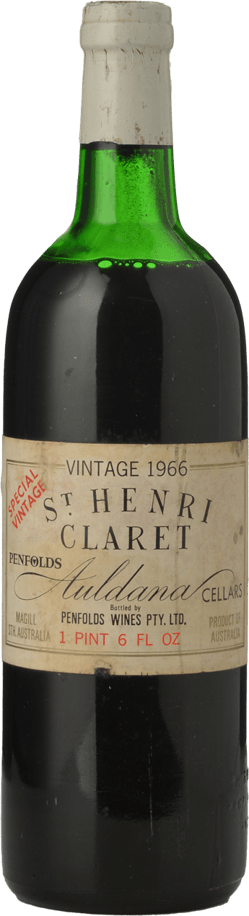 VINTAGE 1966
SPECIAL
VINTAGE
ST. HENRI
CLARET
PENFOLDS Auldana CELLARS
Bottled by
PENFOLDS WINES PTY. LTD.
MAGILL
STH. AUSTRALIA
PRODUCT OF
AUSTRALIA
1 PINT 6 FL OZ